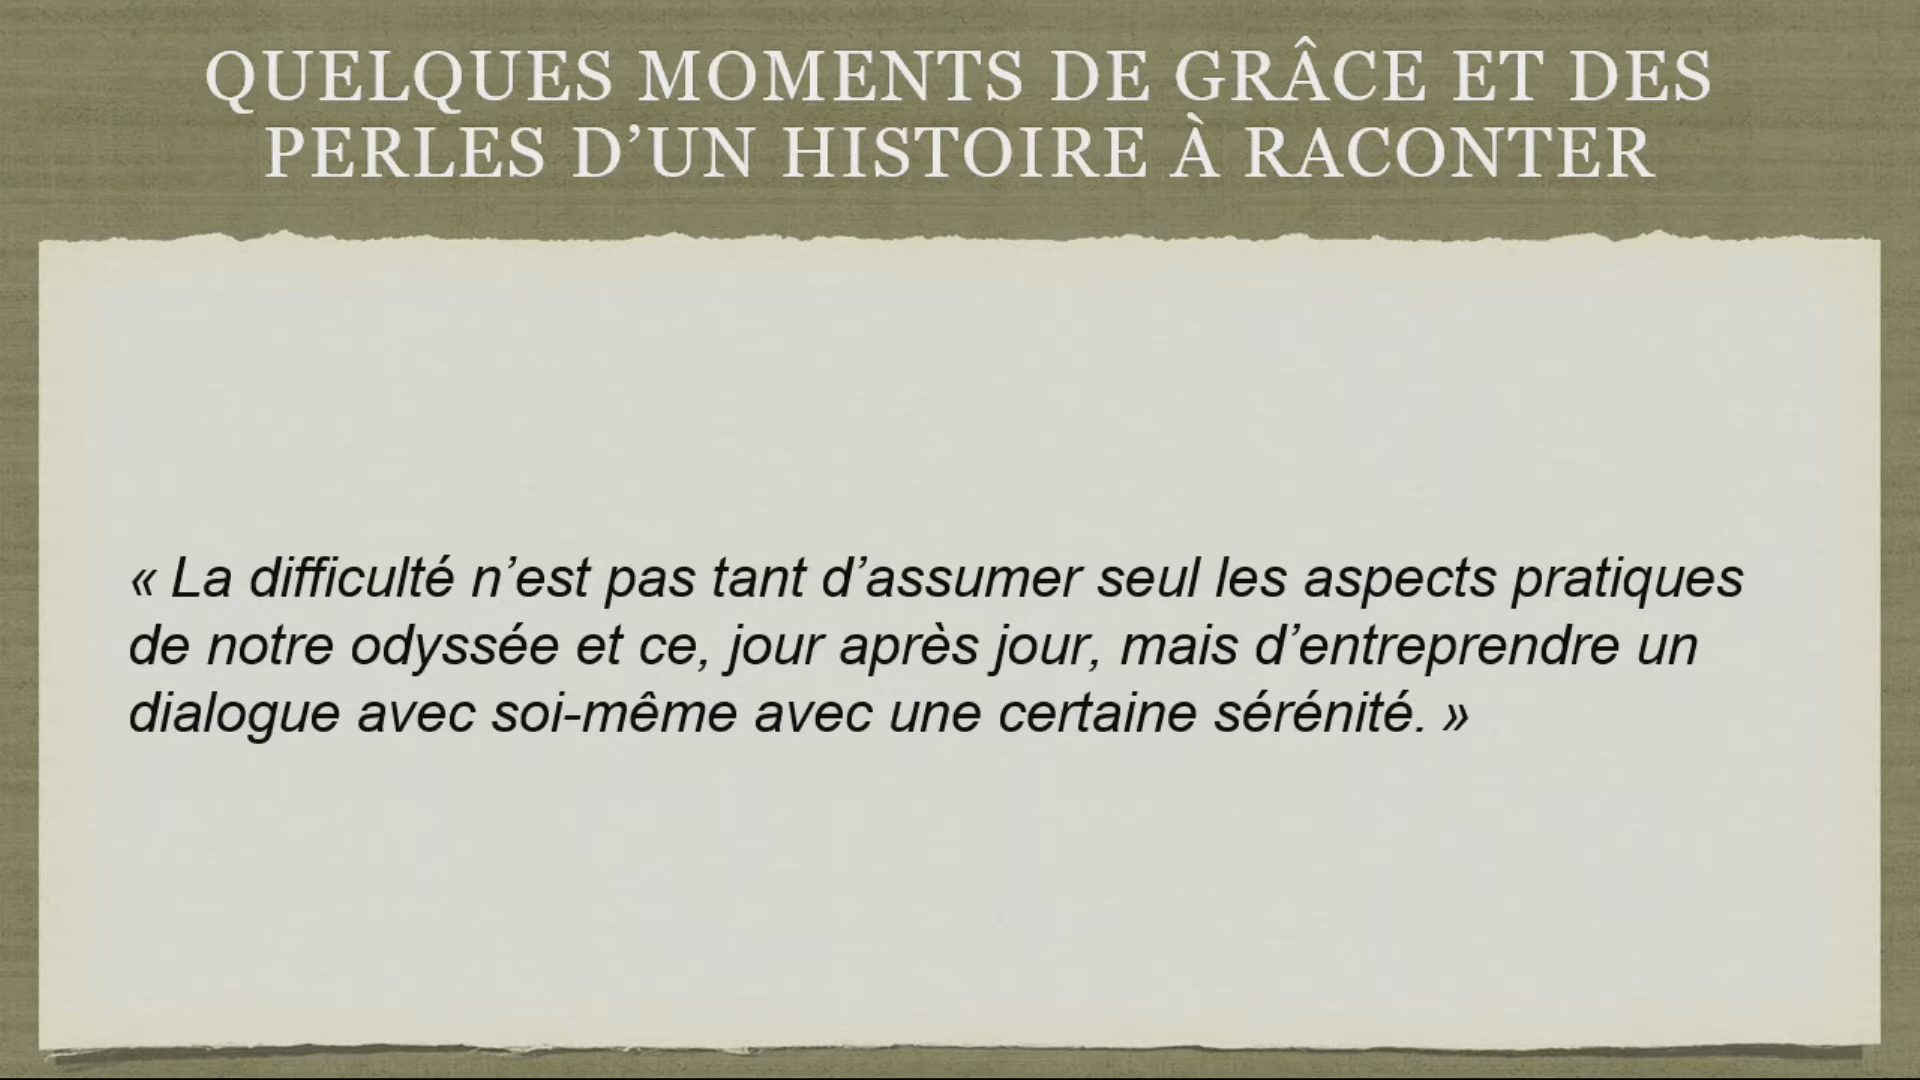 QUELQUES MOMENTS DE GRÂCE ET DES
PERLES D’UN HISTOIRE À RACONTER
« La difficulté n’est pas tant d’assumer seul les aspects pratiques
de notre odyssée et ce, jour après jour, mais d’entreprendre un
dialogue avec soi-même avec une certaine sérénité. »